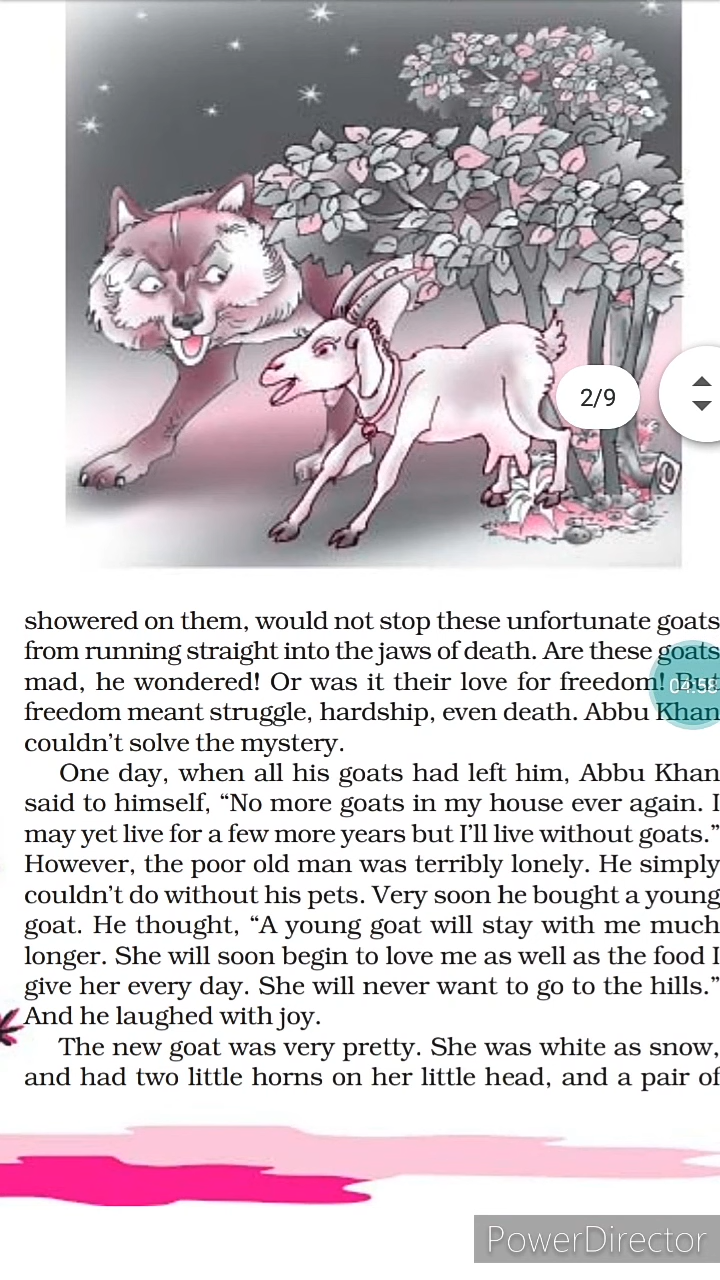 2/9
showered on them, would not stop these unfortunate goats
from running straight into the jaws of death. Are these goats
mad, he wondered! Or was it their love for freedom! But
04:58
freedom meant struggle, hardship, even death. Abbu Khan
couldn’t solve the mystery.
One day, when all his goats had left him, Abbu Khan
said to himself, “No more goats in my house ever again. I
may yet live for a few more years but I’ll live without goats.”
However, the poor old man was terribly lonely. He simply
couldn’t do without his pets. Very soon he bought a young
goat. He thought, “A young goat will stay with me much
longer. She will soon begin to love me as well as the food I
give her every day. She will never want to go to the hills.”
And he laughed with joy.
The new goat was very pretty. She was white as snow,
and had two little horns on her little head, and a pair of
PowerDirector